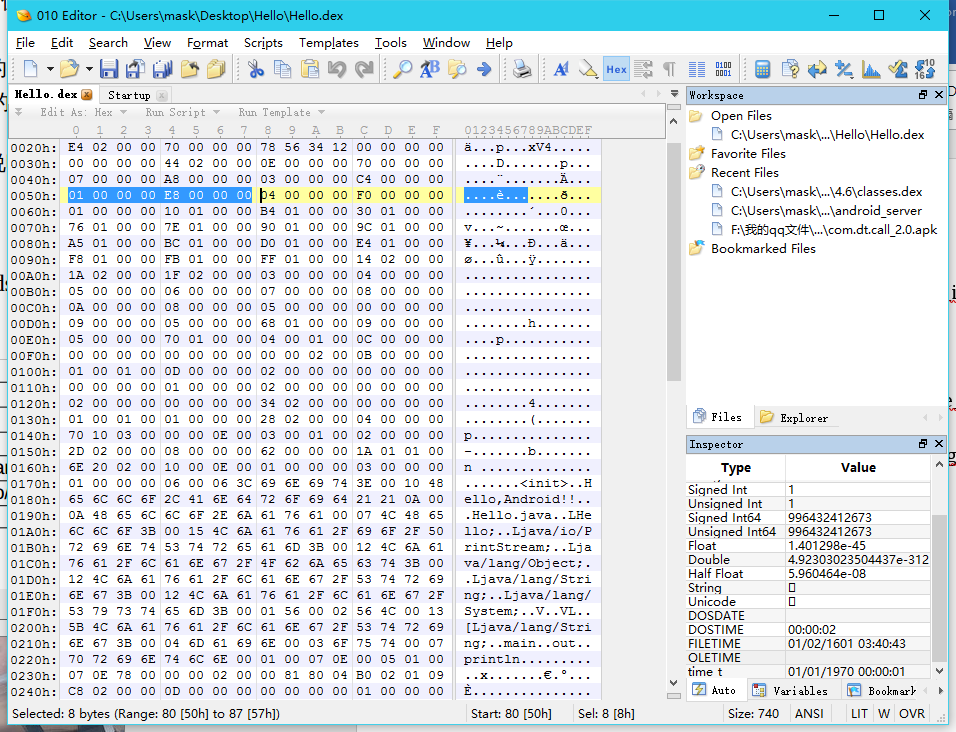 010 Editor - C:\Users\mask\Desktop\Hello\Hello.dex
File Edit Search View Format Scripts Templates Tools Window Help
Hex
Hello.dex Startup
Edit As: Hex Run Script Run Template
0 1 2 3 4 5 6 7 8 9 A B C D E F 0123456789ABCDEF
0020h: E4 02 00 00 70 00 00 00 78 56 34 12 00 00 00 00 ä...p...xV4.....
0030h: 00 00 00 00 44 02 00 00 0E 00 00 00 70 00 00 00 ....D.......p...
0040h: 07 00 00 00 A8 00 00 00 03 00 00 00 C4 00 00 00 ....¨.......Ä...
0050h: 01 00 00 00 E8 00 00 00 04 00 00 00 F0 00 00 00 ....è.......ð...
0060h: 01 00 00 00 10 01 00 00 B4 01 00 00 30 01 00 00 ........´...0...
0070h: 76 01 00 00 7E 01 00 00 90 01 00 00 9C 01 00 00 v...~.......œ...
0080h: A5 01 00 00 BC 01 00 00 D0 01 00 00 E4 01 00 00 ¥...¼...Ð...ä...
0090h: F8 01 00 00 FB 01 00 00 FF 01 00 00 14 02 00 00 ø...û...ÿ.......
00A0h: 1A 02 00 00 1F 02 00 00 03 00 00 00 04 00 00 00 ................
00B0h: 05 00 00 00 06 00 00 00 07 00 00 00 08 00 00 00 ................
00C0h: 0A 00 00 00 08 00 00 00 05 00 00 00 00 00 00 00 ................
00D0h: 09 00 00 00 05 00 00 00 68 01 00 00 09 00 00 00 ........h.......
00E0h: 05 00 00 00 70 01 00 00 04 00 01 00 0C 00 00 00 ....p...........
00F0h: 00 00 00 00 00 00 00 00 00 00 02 00 0B 00 00 00 ................
0100h: 01 00 01 00 0D 00 00 00 02 00 00 00 00 00 00 00 ................
0110h: 00 00 00 00 01 00 00 00 02 00 00 00 00 00 00 00 ................
0120h: 02 00 00 00 00 00 00 00 34 02 00 00 00 00 00 00 ........4.......
0130h: 01 00 01 00 01 00 00 00 28 02 00 00 04 00 00 00 ........(.......
0140h: 70 10 03 00 00 00 0E 00 03 00 01 00 02 00 00 00 p...............
0150h: 2D 02 00 00 08 00 00 00 62 00 00 00 1A 01 01 00 -.......b.......
0160h: 6E 20 02 00 10 00 0E 00 01 00 00 00 03 00 00 00 n ..............
0170h: 01 00 00 00 06 00 06 3C 69 6E 69 74 3E 00 10 48 .......<init>..H
0180h: 65 6C 6C 6F 2C 41 6E 64 72 6F 69 64 21 21 0A 00 ello,Android!!..
0190h: 0A 48 65 6C 6C 6F 2E 6A 61 76 61 00 07 4C 48 65 .Hello.java..LHe
01A0h: 6C 6C 6F 3B 00 15 4C 6A 61 76 61 2F 69 6F 2F 50 llo;..Ljava/io/P
01B0h: 72 69 6E 74 53 74 72 65 61 6D 3B 00 12 4C 6A 61 rintStream;..Lja
01C0h: 76 61 2F 6C 61 6E 67 2F 4F 62 6A 65 63 74 3B 00 va/lang/Object;.
01D0h: 12 4C 6A 61 76 61 2F 6C 61 6E 67 2F 53 74 72 69 .Ljava/lang/Stri
01E0h: 6E 67 3B 00 12 4C 6A 61 76 61 2F 6C 61 6E 67 2F ng;..Ljava/lang/
01F0h: 53 79 73 74 65 6D 3B 00 01 56 00 02 56 4C 00 13 System;..V..VL..
0200h: 5B 4C 6A 61 76 61 2F 6C 61 6E 67 2F 53 74 72 69 [Ljava/lang/Stri
0210h: 6E 67 3B 00 04 6D 61 69 6E 00 03 6F 75 74 00 07 ng;..main..out..
0220h: 70 72 69 6E 74 6C 6E 00 01 00 07 0E 00 05 01 00 println.........
0230h: 07 0E 78 00 00 00 02 00 00 81 80 04 B0 02 01 09 ..x.......€.°...
0240h: C8 02 00 00 0D 00 00 00 00 00 00 00 01 00 00 00 È...............
Workspace
Open Files
C:\Users\mask\...\Hello\Hello.dex
Favorite Files
Recent Files
C:\Users\mask\...\4.6\classes.dex
C:\Users\mask\...\android_server
F:\我的qq文件\...\com.dt.call_2.0.apk
Bookmarked Files
Files Explorer
Inspector
Type Value
Signed Int 1
Unsigned Int 1
Signed Int64 996432412673
Unsigned Int64 996432412673
Float 1.401298e-45
Double 4.92303023504437e-312
Half Float 5.960464e-08
String
Unicode
DOSDATE
DOSTIME 00:00:02
FILETIME 01/02/1601 03:40:43
OLETIME
time_t 01/01/1970 00:00:01
Auto Variables Bookmark
Selected: 8 bytes (Range: 80 [50h] to 87 [57h]) Start: 80 [50h] Sel: 8 [8h] Size: 740 ANSI LIT W OVR